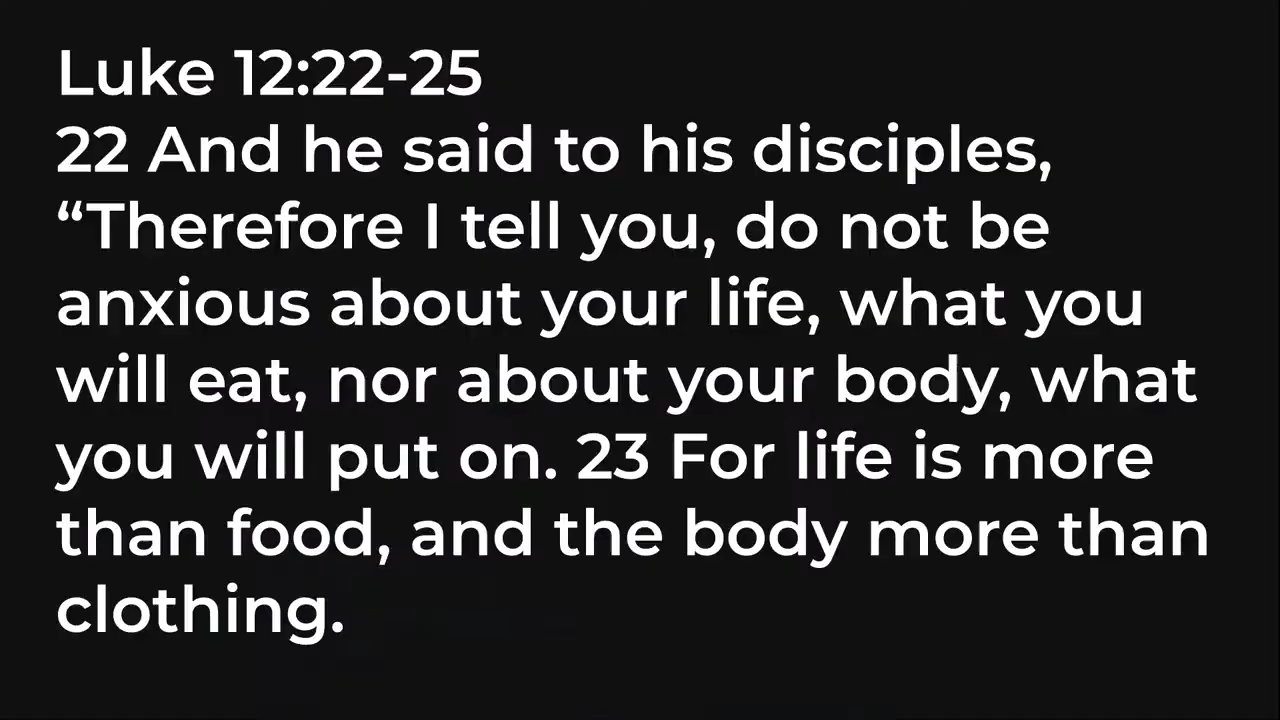 Luke 12:22-25
22 And he said to his disciples,
“Therefore I tell you, do not be
anxious about your life, what you
will eat, nor about your body, what
you will put on. 23 For life is more
than food, and the body more than
clothing.